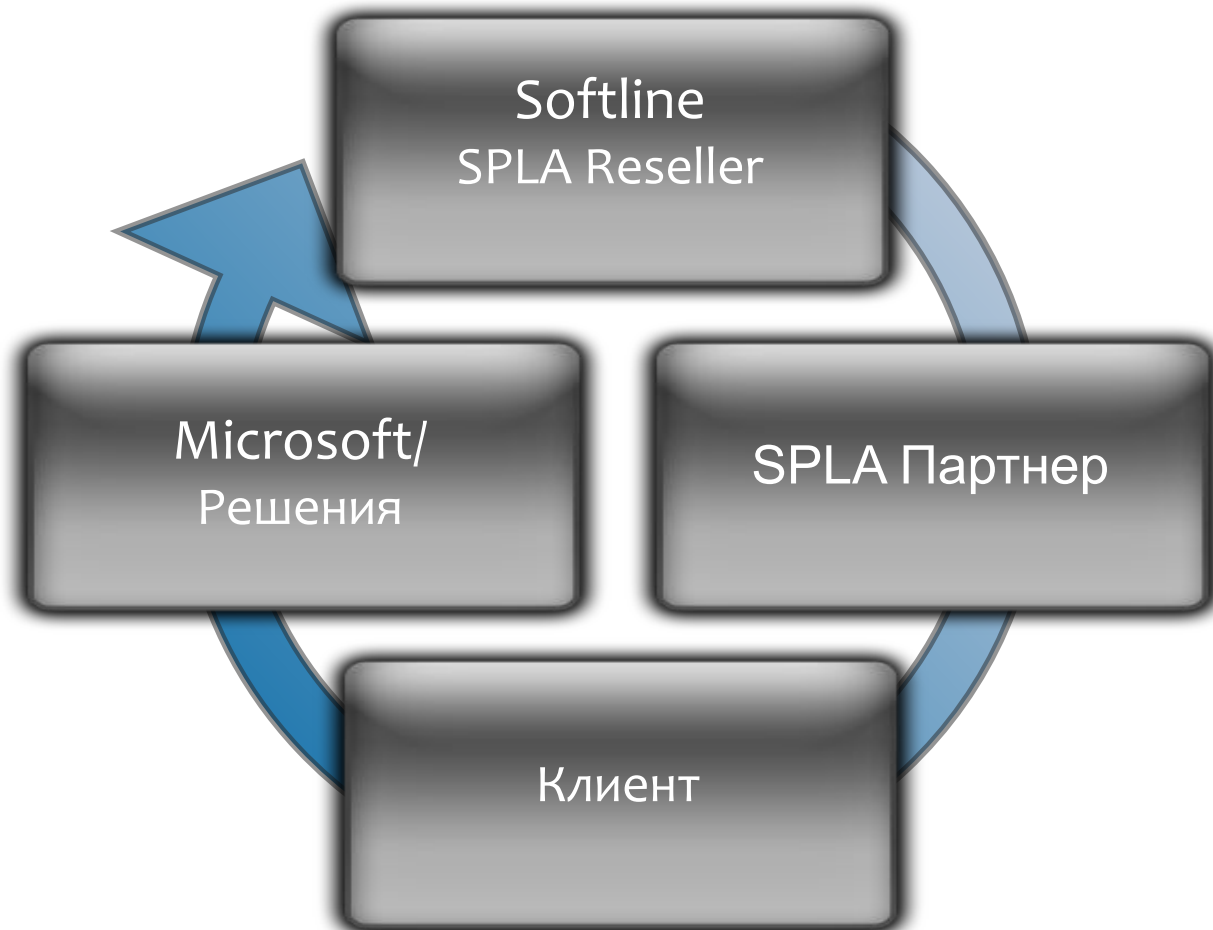 Softline
SPLA Reseller
Microsoft/
Решения
SPLA Партнер
Клиент